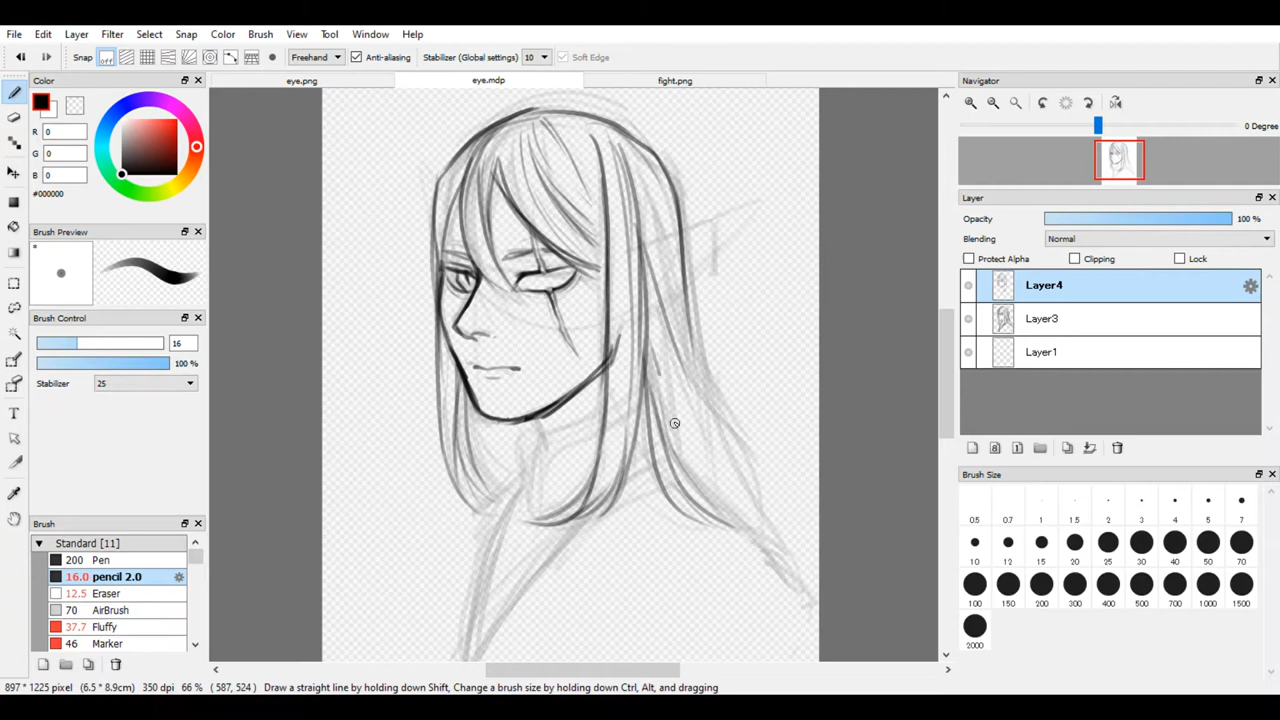 File Edit Layer Filter Select Snap Color Brush View Tool Window Help
Snap off Freehand Anti-aliasing Stabilizer (Global settings) 10 Soft Edge
Color
eye.png eye.mdp fight.png
R 0
G 0
B 0
#000000
Brush Preview
*
Brush Control
16
100 %
Stabilizer 25
Brush
Standard [11]
200 Pen
16.0 pencil 2.0
12.5 Eraser
70 AirBrush
37.7 Fluffy
46 Marker
Navigator
0 Degree
Layer
Opacity 100 %
Blending Normal
Protect Alpha Clipping Lock
Layer4
Layer3
Layer1
8 1
Brush Size
0.5 0.7 1 1.5 2 3 4 5 7
10 12 15 20 25 30 40 50 70
100 150 200 300 400 500 700 1000 1500
2000
897 * 1225 pixel (6.5 * 8.9cm) 350 dpi 66 % ( 587, 524 ) Draw a straight line by holding down Shift, Change a brush size by holding down Ctrl, Alt, and dragging